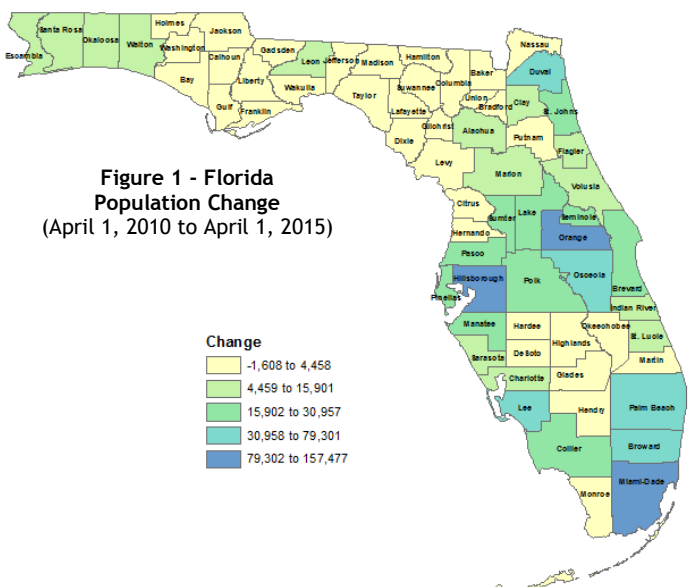 Figure 1 - Florida
Population Change
(April 1, 2010 to April 1, 2015)
Change
-1,608 to 4,458
4,459 to 15,901
15,902 to 30,957
30,958 to 79,301
79,302 to 157,477
Escambia
Santa Rosa
Okaloosa
Walton
Holmes
Washington
Jackson
Bay
Calhoun
Gulf
Liberty
Gadsden
Franklin
Leon
Wakulla
Jefferson
Madison
Taylor
Hamilton
Suwannee
Lafayette
Dixie
Columbia
Gilchrist
Baker
Union
Bradford
Nassau
Duval
Clay
St. Johns
Alachua
Putnam
Flagler
Levy
Marion
Volusia
Citrus
Sumter
Lake
Seminole
Hernando
Orange
Pasco
Hillsborough
Pinellas
Polk
Osceola
Brevard
Indian River
Manatee
Hardee
Highlands
Okeechobee
St. Lucie
Sarasota
DeSoto
Martin
Charlotte
Glades
Lee
Hendry
Palm Beach
Collier
Broward
Monroe
Miami-Dade